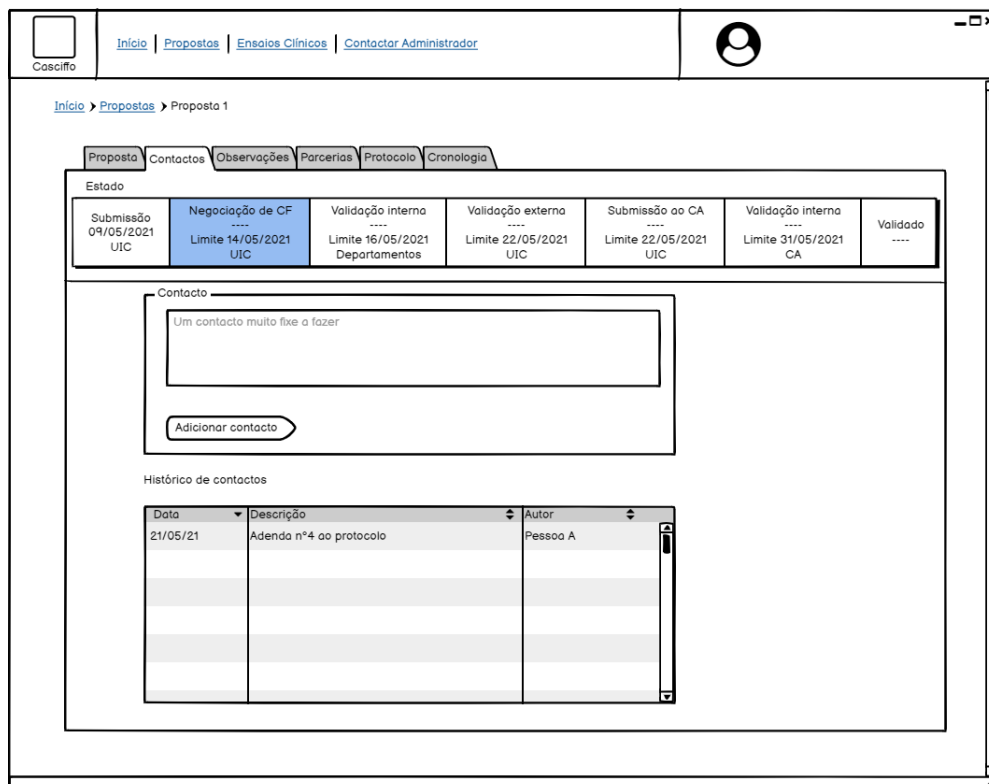 Casciffo
Início Propostas Ensaios Clínicos Contactar Administrador
Início Propostas Proposta 1
Proposta Contactos Observações Parcerias Protocolo Cronologia
Estado
Submissão
09/05/2021
UIC
Negociação de CF
----
Limite 14/05/2021
UIC
Validação interna
----
Limite 16/05/2021
Departamentos
Validação externa
----
Limite 22/05/2021
UIC
Submissão ao CA
----
Limite 22/05/2021
UIC
Validação interna
----
Limite 31/05/2021
CA
Validado
----
Contacto
Um contacto muito fixe a fazer
Adicionar contacto
Histórico de contactos
Data Descrição Autor
21/05/21 Adenda nº4 ao protocolo Pessoa A